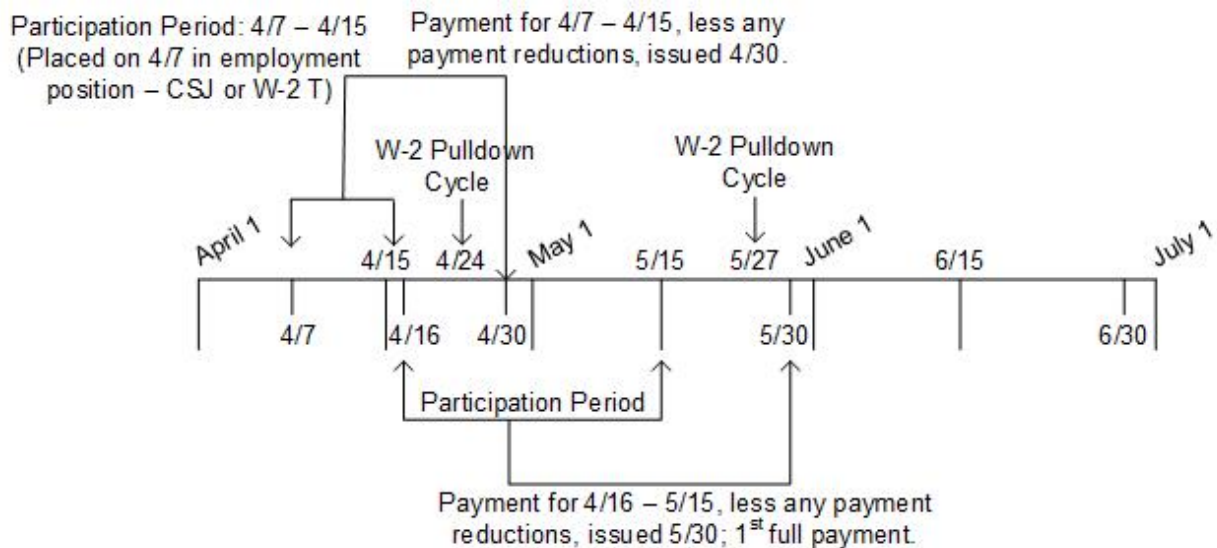 Participation Period: 4/7 – 4/15
(Placed on 4/7 in employment
position – CSJ or W-2 T)
Payment for 4/7 – 4/15, less any
payment reductions, issued 4/30.
W-2 Pulldown
Cycle
W-2 Pulldown
Cycle
April 1
4/15
4/24
May 1
5/15
5/27
June 1
6/15
July 1
4/7
4/16
4/30
5/30
6/30
Participation Period
Payment for 4/16 – 5/15, less any payment
reductions, issued 5/30; 1st full payment.